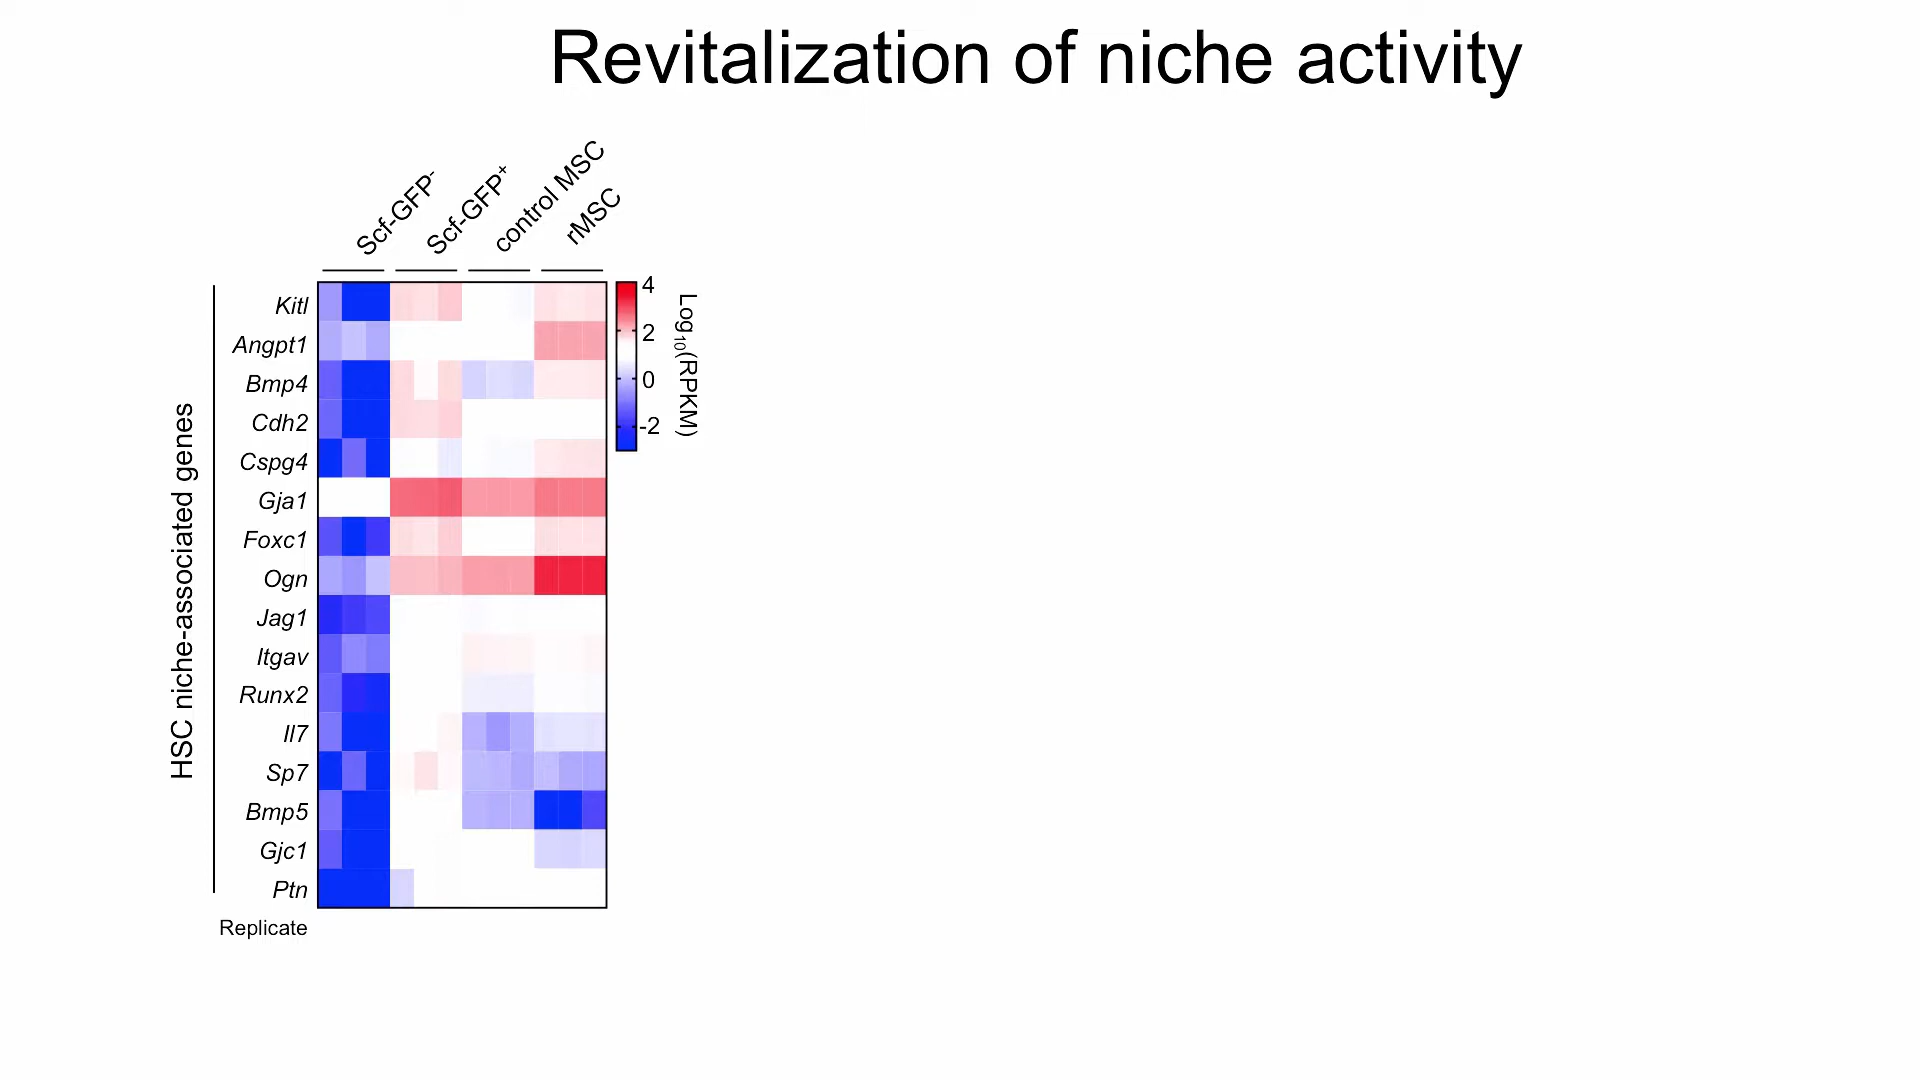 Revitalization of niche activity
Scf-GFP-
Scf-GFP+
control MSC
rMSC
HSC niche-associated genes
Kitl
Angpt1
Bmp4
Cdh2
Cspg4
Gja1
Foxc1
Ogn
Jag1
Itgav
Runx2
Il7
Sp7
Bmp5
Gjc1
Ptn
Replicate
4
2
0
-2
Log10(RPKM)